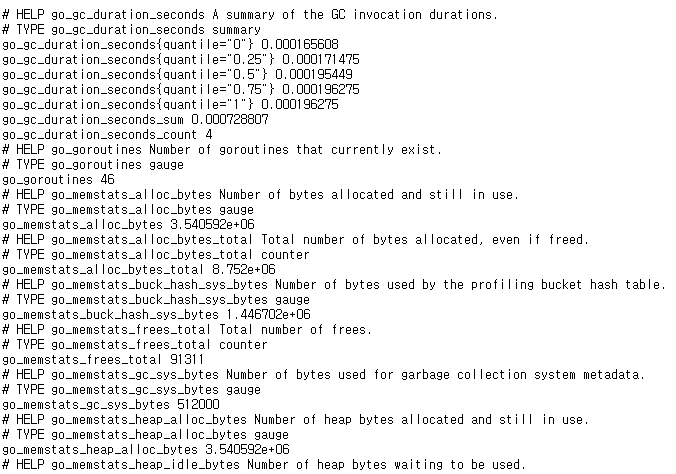 # HELP go_gc_duration_seconds A summary of the GC invocation durations.
# TYPE go_gc_duration_seconds summary
go_gc_duration_seconds{quantile="0"} 0.000165608
go_gc_duration_seconds{quantile="0.25"} 0.000171475
go_gc_duration_seconds{quantile="0.5"} 0.000195449
go_gc_duration_seconds{quantile="0.75"} 0.000196275
go_gc_duration_seconds{quantile="1"} 0.000196275
go_gc_duration_seconds_sum 0.000728807
go_gc_duration_seconds_count 4
# HELP go_goroutines Number of goroutines that currently exist.
# TYPE go_goroutines gauge
go_goroutines 46
# HELP go_memstats_alloc_bytes Number of bytes allocated and still in use.
# TYPE go_memstats_alloc_bytes gauge
go_memstats_alloc_bytes 3.540592e+06
# HELP go_memstats_alloc_bytes_total Total number of bytes allocated, even if freed.
# TYPE go_memstats_alloc_bytes_total counter
go_memstats_alloc_bytes_total 8.752e+06
# HELP go_memstats_buck_hash_sys_bytes Number of bytes used by the profiling bucket hash table.
# TYPE go_memstats_buck_hash_sys_bytes gauge
go_memstats_buck_hash_sys_bytes 1.446702e+06
# HELP go_memstats_frees_total Total number of frees.
# TYPE go_memstats_frees_total counter
go_memstats_frees_total 91311
# HELP go_memstats_gc_sys_bytes Number of bytes used for garbage collection system metadata.
# TYPE go_memstats_gc_sys_bytes gauge
go_memstats_gc_sys_bytes 512000
# HELP go_memstats_heap_alloc_bytes Number of heap bytes allocated and still in use.
# TYPE go_memstats_heap_alloc_bytes gauge
go_memstats_heap_alloc_bytes 3.540592e+06
# HELP go_memstats_heap_idle_bytes Number of heap bytes waiting to be used.